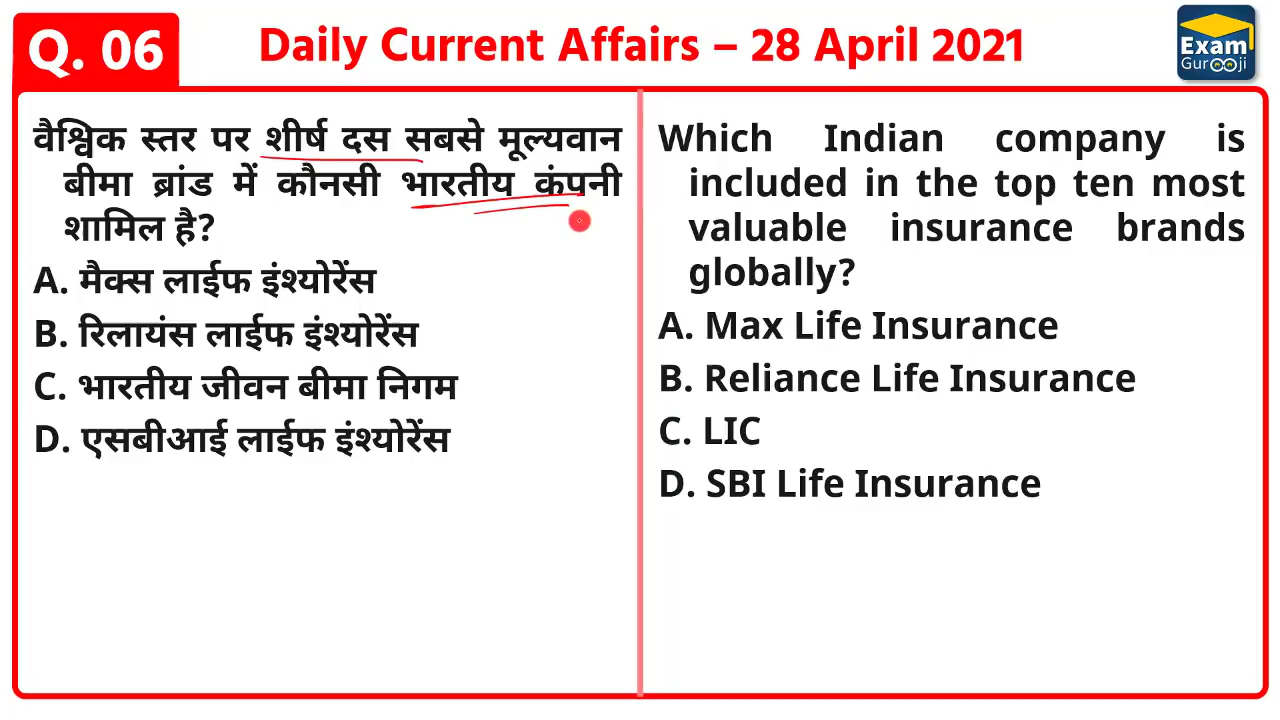 Q. 06
Daily Current Affairs – 28 April 2021
Exam
Gurooji
वैश्विक स्तर पर शीर्ष दस सबसे मूल्यवान
बीमा ब्रांड में कौनसी भारतीय कंपनी
शामिल है?
A. मैक्स लाईफ इंश्योरेंस
B. रिलायंस लाईफ इंश्योरेंस
C. भारतीय जीवन बीमा निगम
D. एसबीआई लाईफ इंश्योरेंस
Which Indian company is
included in the top ten most
valuable insurance brands
globally?
A. Max Life Insurance
B. Reliance Life Insurance
C. LIC
D. SBI Life Insurance